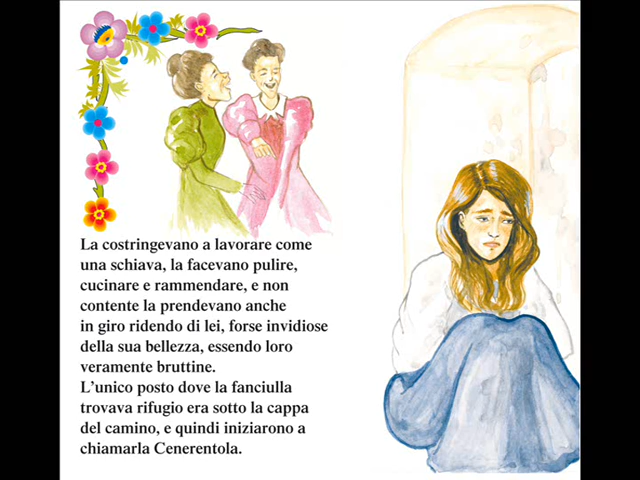 La costringevano a lavorare come
una schiava, la facevano pulire,
cucinare e rammendare, e non
contente la prendevano anche
in giro ridendo di lei, forse invidiose
della sua bellezza, essendo loro
veramente bruttine.
L’unico posto dove la fanciulla
trovava rifugio era sotto la cappa
del camino, e quindi iniziarono a
chiamarla Cenerentola.